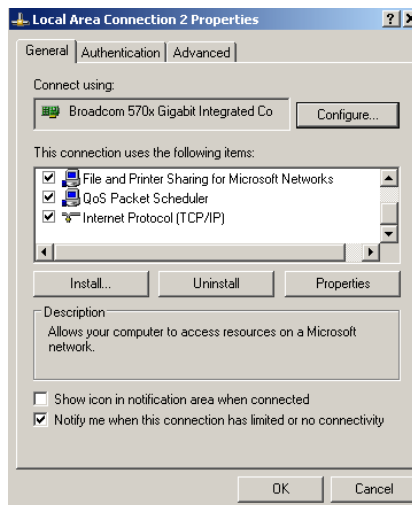 Local Area Connection 2 Properties
General Authentication Advanced
Connect using:
Broadcom 570x Gigabit Integrated Co Configure...
This connection uses the following items:
File and Printer Sharing for Microsoft Networks
QoS Packet Scheduler
Internet Protocol (TCP/IP)
Install... Uninstall Properties
Description
Allows your computer to access resources on a Microsoft
network.
Show icon in notification area when connected
Notify me when this connection has limited or no connectivity
OK Cancel